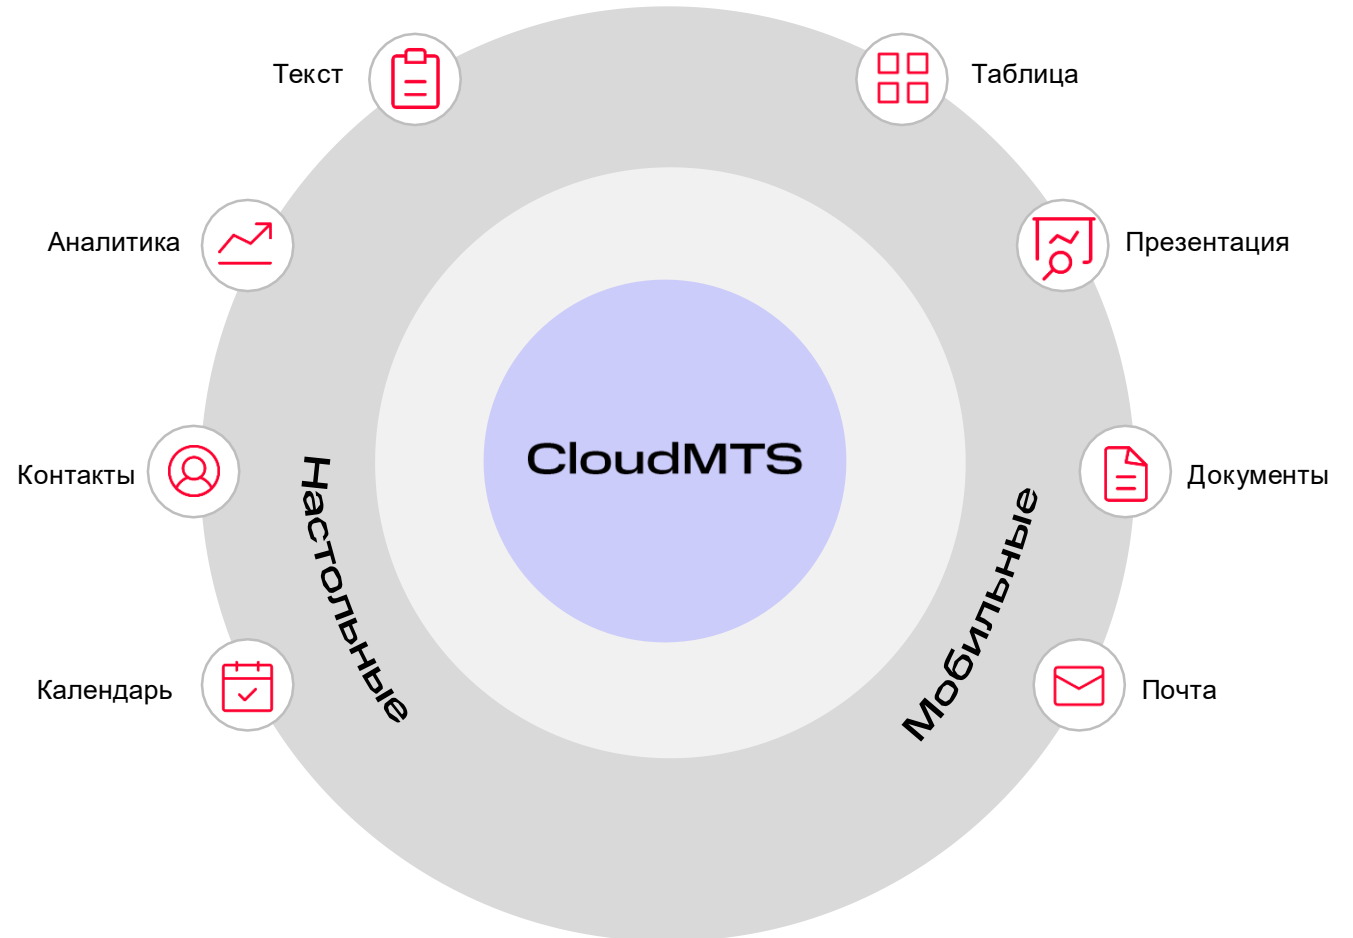 Текст
Таблица
Аналитика
Презентация
CloudMTS
Контакты
Документы
Настольные
Мобильные
Календарь
Почта